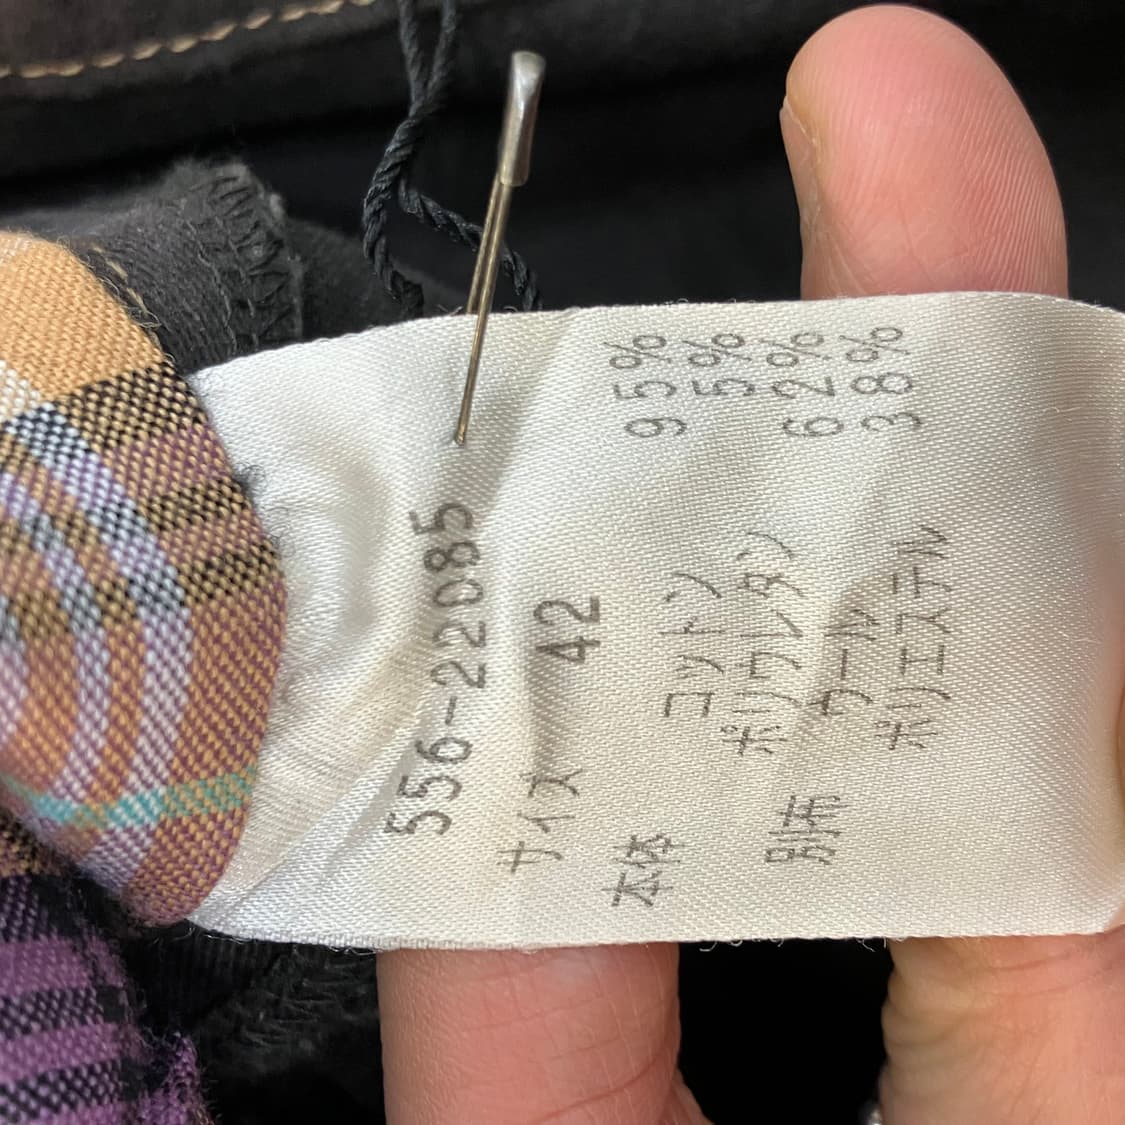 556-22085
サイズ 42
本体 コットン 95%
ポリウレタン 5%
別布 ウール 62%
ポリエステル 38%